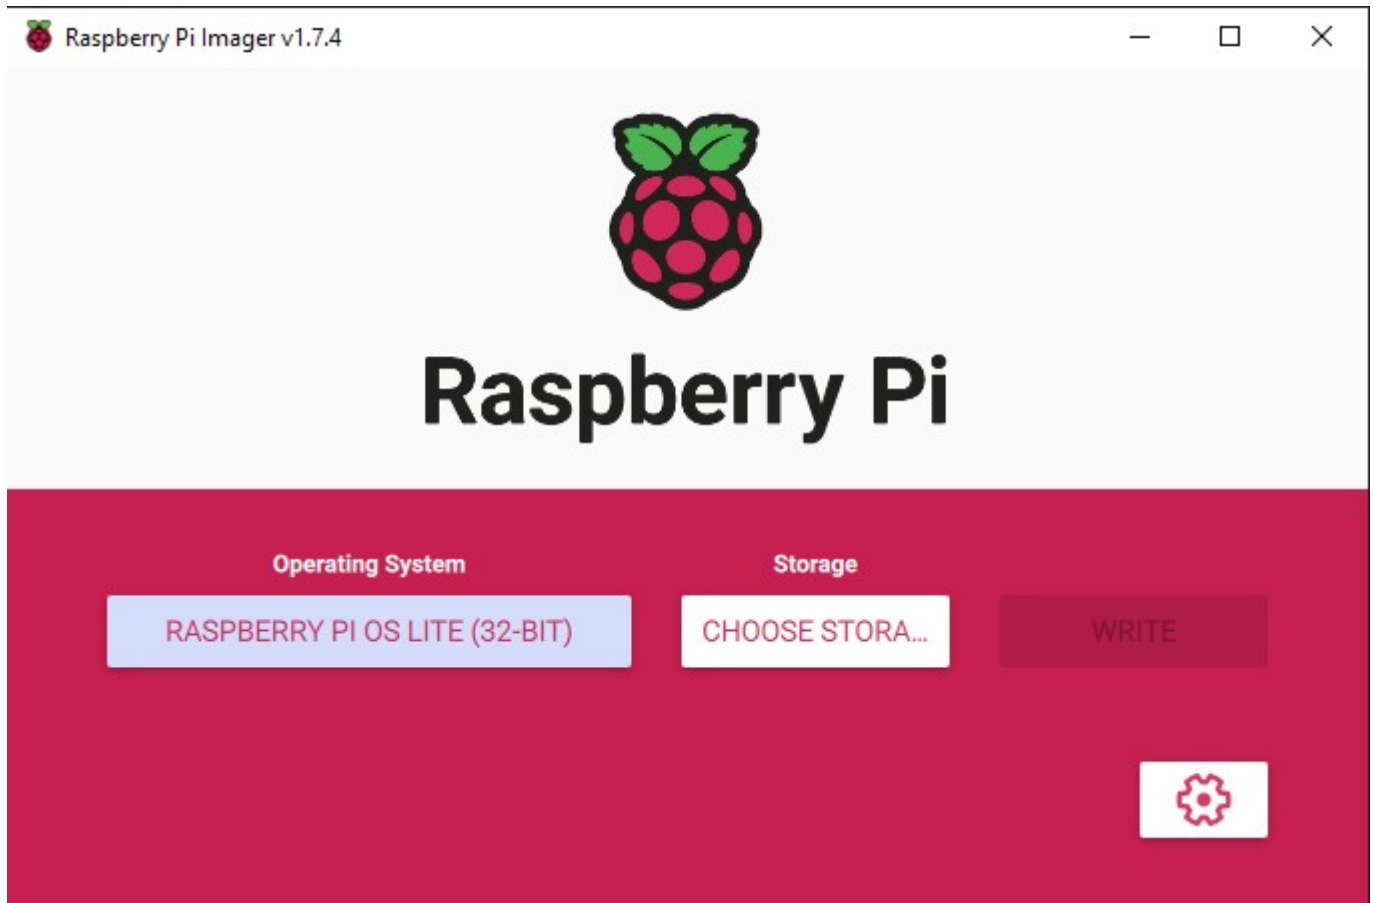 Raspberry Pi Imager v1.7.4
Raspberry Pi
Operating System
Storage
RASPBERRY PI OS LITE (32-BIT)
CHOOSE STORA...
WRITE